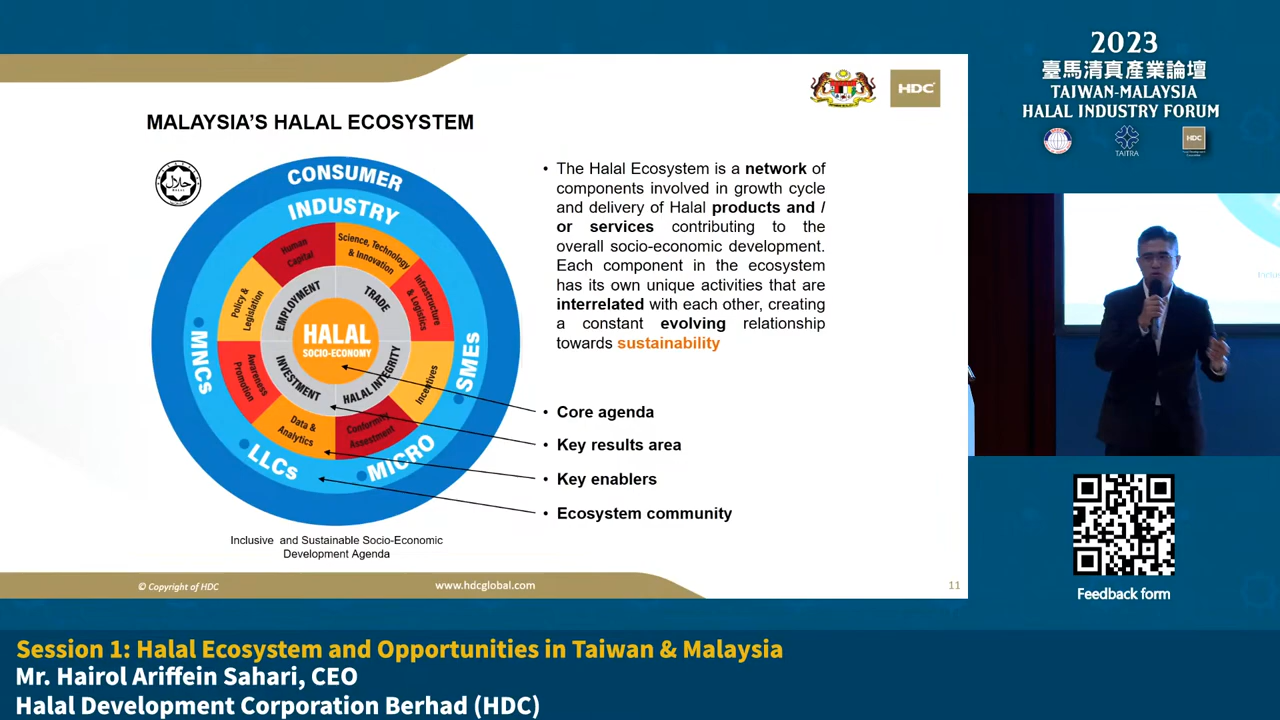 2023
臺馬清真產業論壇
TAIWAN-MALAYSIA
HALAL INDUSTRY FORUM
TAITRA
HDC
HDC
MALAYSIA'S HALAL ECOSYSTEM
حلال
CONSUMER
INDUSTRY
Human
Capital
Science, Technology
& Innovation
Policy &
Legislation
Infrastructure
& Logistics
EMPLOYMENT
TRADE
HALAL
SOCIO-ECONOMY
INVESTMENT
HALAL INTEGRITY
Awareness
Promotion
Incentives
Data &
Analytics
Conformity
Assessment
MNCs
SMEs
LLCs
MICRO
Inclusive and Sustainable Socio-Economic
Development Agenda
• The Halal Ecosystem is a network of
components involved in growth cycle
and delivery of Halal products and /
or services contributing to the
overall socio-economic development.
Each component in the ecosystem
has its own unique activities that are
interrelated with each other, creating
a constant evolving relationship
towards sustainability
• Core agenda
• Key results area
• Key enablers
• Ecosystem community
© Copyright of HDC
www.hdcglobal.com
11
Feedback form
Session 1: Halal Ecosystem and Opportunities in Taiwan & Malaysia
Mr. Hairol Ariffein Sahari, CEO
Halal Development Corporation Berhad (HDC)